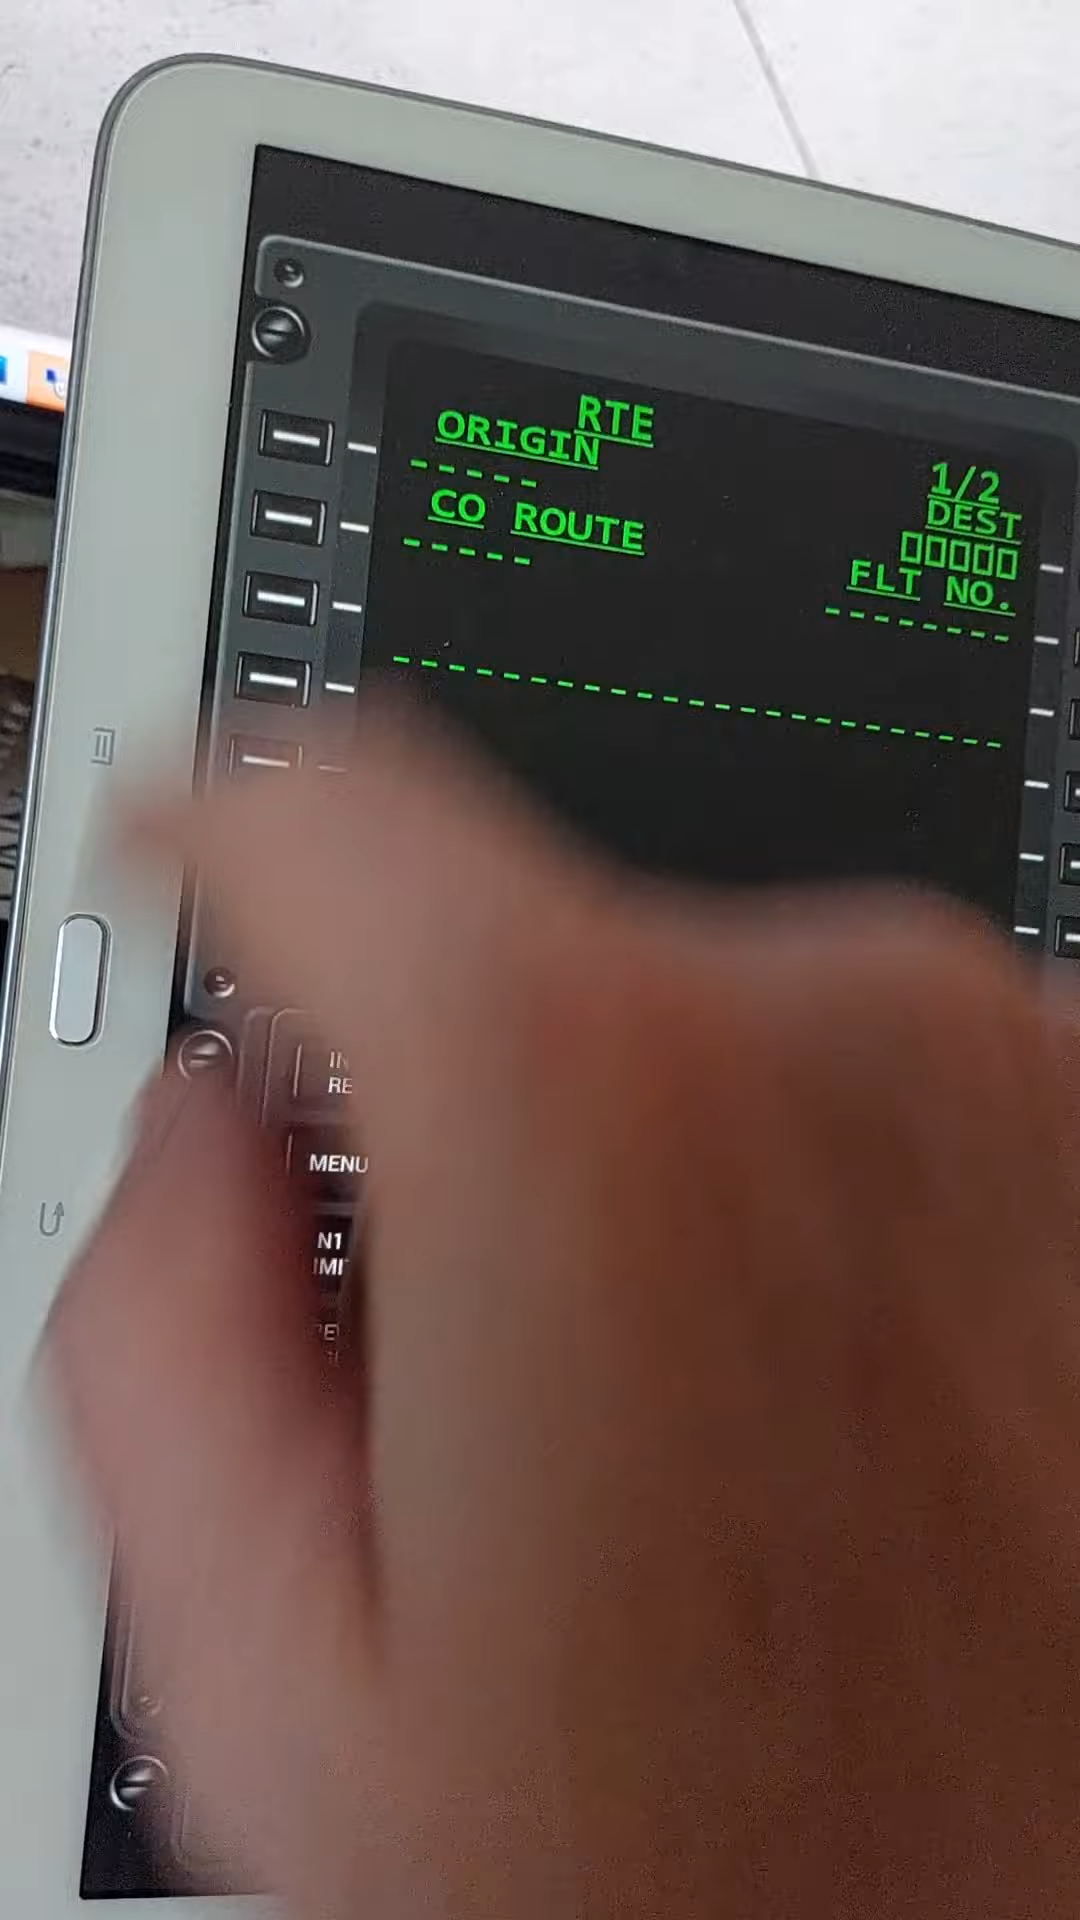 RTE 1/2
ORIGIN DEST
----- □□□□□
CO ROUTE FLT NO.
----- --------
-----------------------
MENU
N1